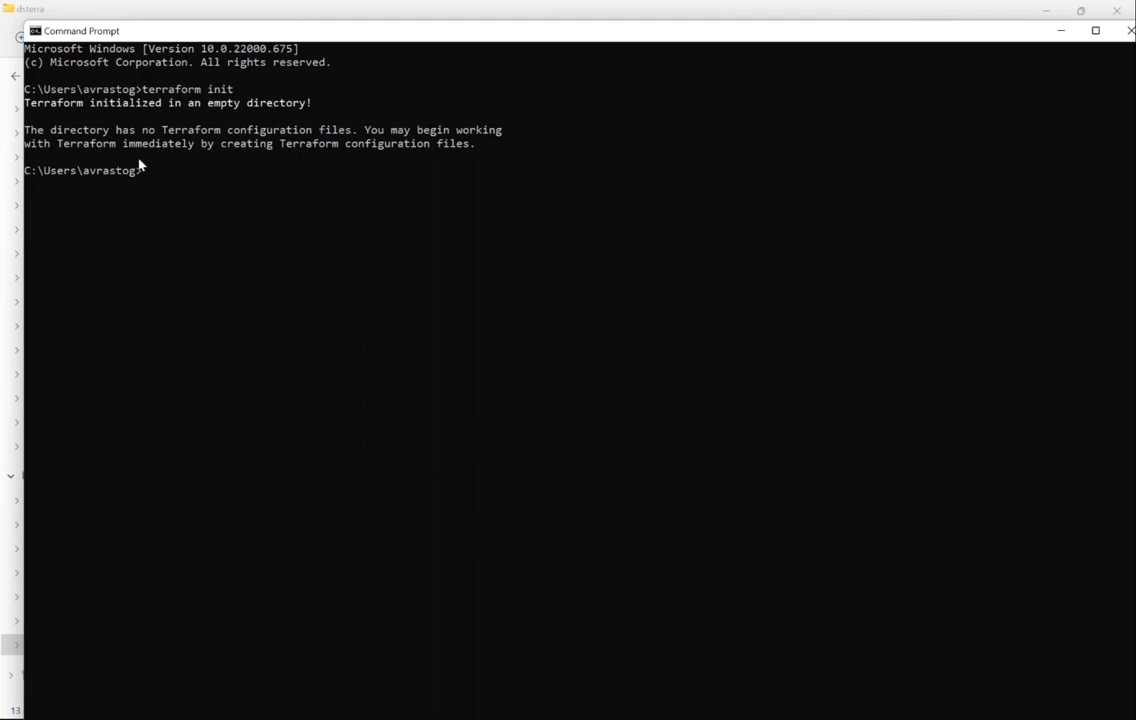 dsterra
Command Prompt
Microsoft Windows [Version 10.0.22000.675]
(c) Microsoft Corporation. All rights reserved.
C:\Users\avrastog>terraform init
Terraform initialized in an empty directory!
The directory has no Terraform configuration files. You may begin working
with Terraform immediately by creating Terraform configuration files.
C:\Users\avrastog>
13